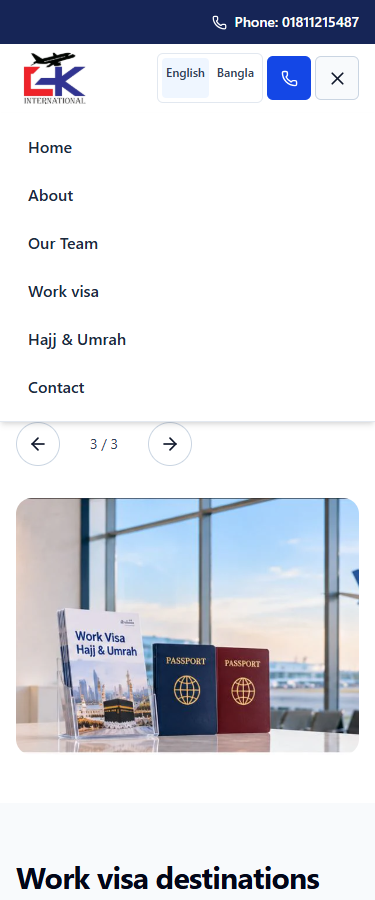 Phone: 01811215487
GK
INTERNATIONAL
English
Bangla
Home
About
Our Team
Work visa
Hajj & Umrah
Contact
3 / 3
Work Visa
Hajj & Umrah
PASSPORT
PASSPORT
Work visa destinations